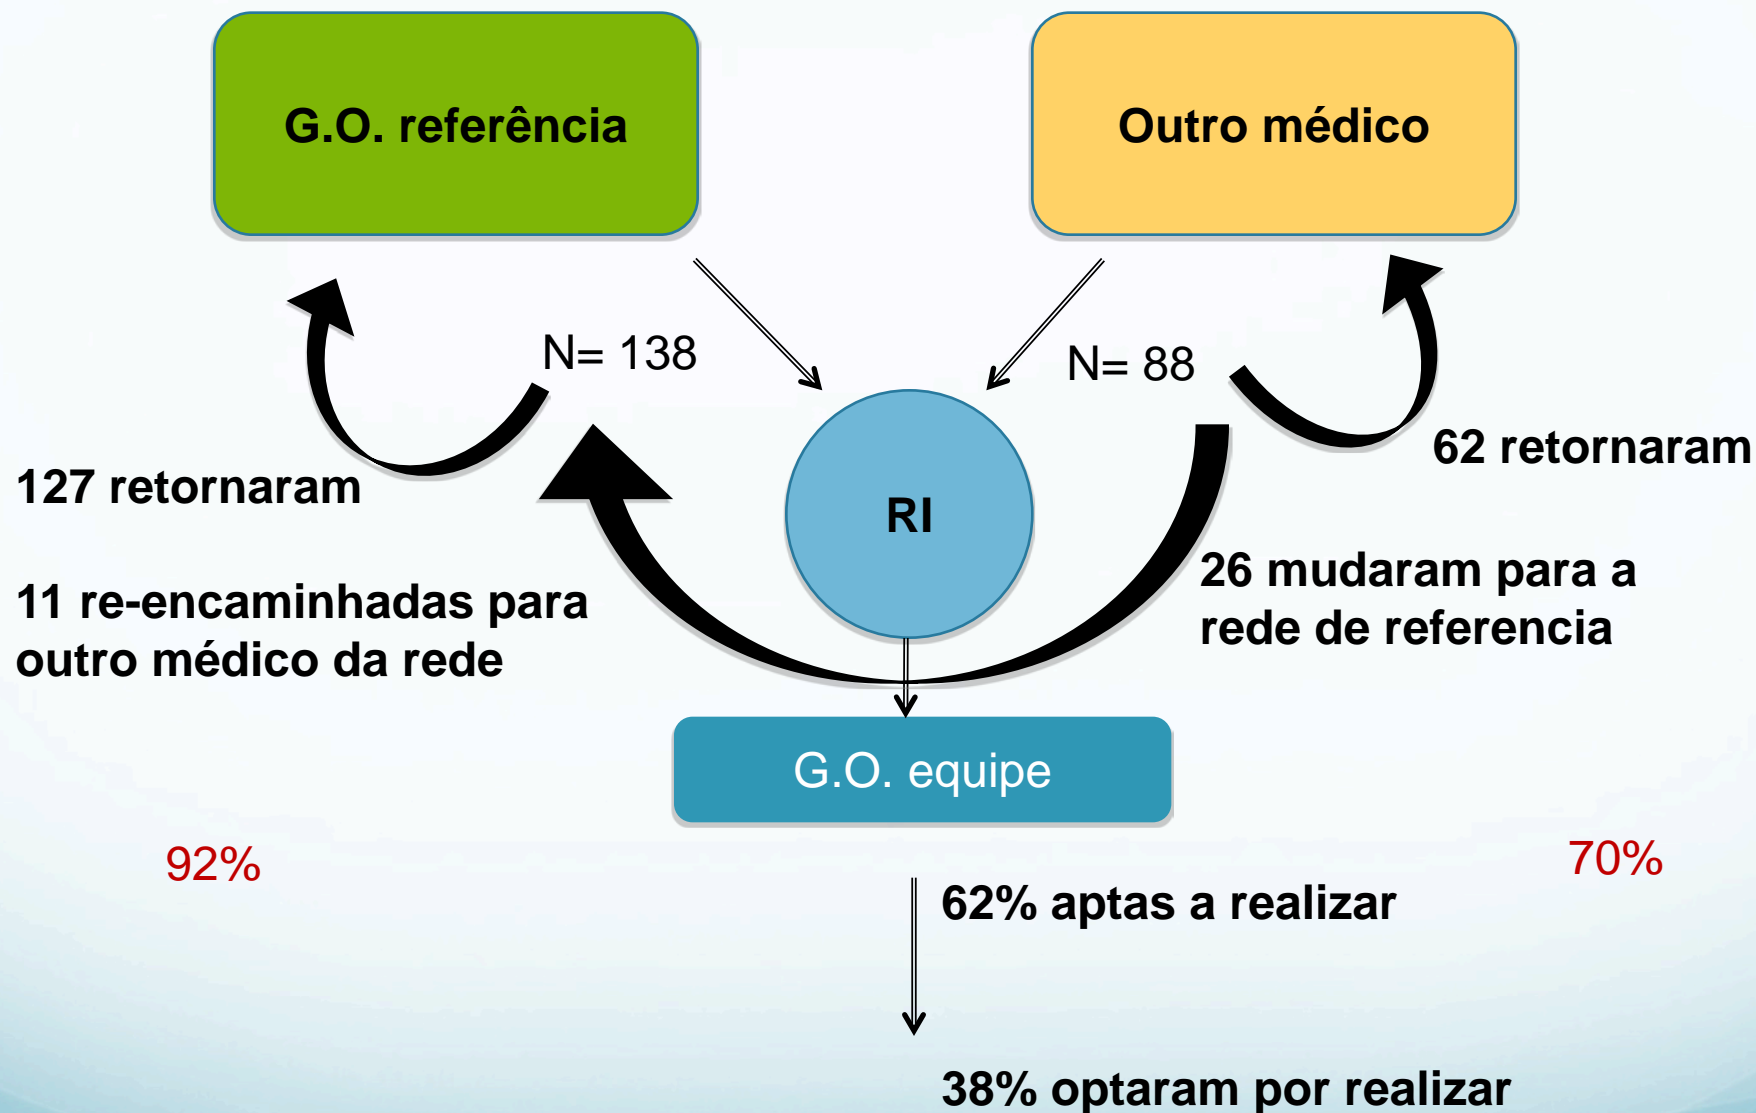 G.O. referência
Outro médico
N= 138
N= 88
127 retornaram
62 retornaram
RI
11 re-encaminhadas para
outro médico da rede
26 mudaram para a
rede de referencia
G.O. equipe
92%
70%
62% aptas a realizar
38% optaram por realizar